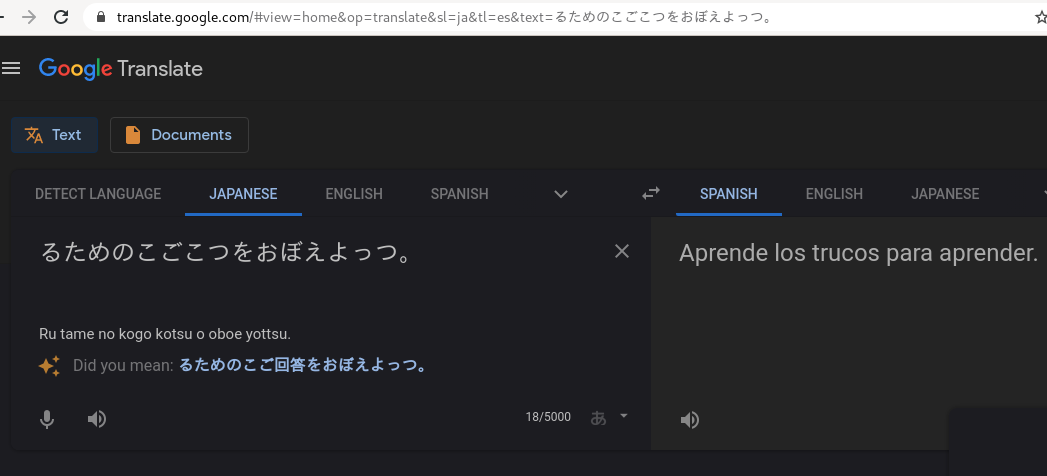 translate.google.com/#view=home&op=translate&sl=ja&tl=es&text=るためのこごこつをおぼえよっつ。
Google Translate
Text
Documents
DETECT LANGUAGE
JAPANESE
ENGLISH
SPANISH
SPANISH
ENGLISH
JAPANESE
るためのこごこつをおぼえよっつ。
Aprende los trucos para aprender.
Ru tame no kogo kotsu o oboe yottsu.
Did you mean: るためのこご回答をおぼえよっつ。
18/5000
あ